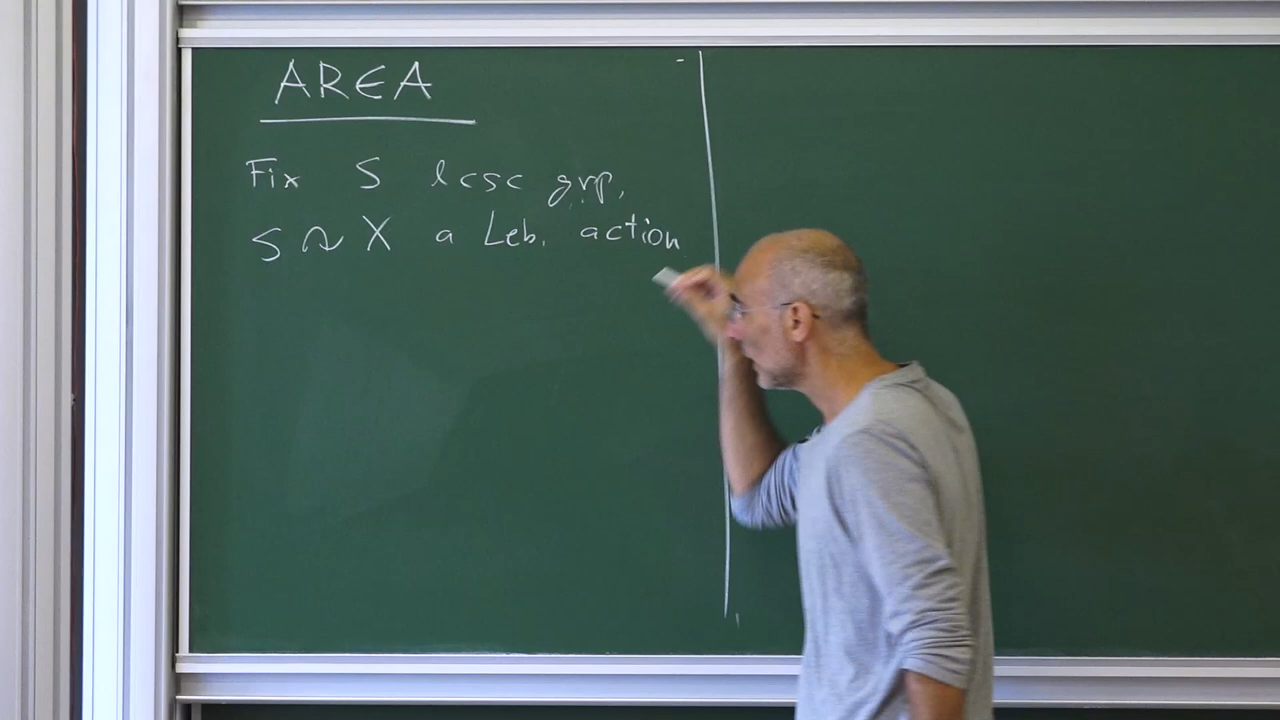 AREA
Fix S lcsc grp,
S ↷ X a Leb. action